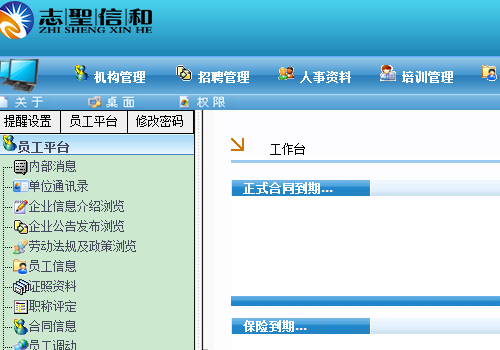 志聖信和
ZHI SHENG XIN HE
机构管理 招聘管理 人事资料 培训管理
关于 桌面 权限
提醒设置 员工平台 修改密码
员工平台
内部消息
单位通讯录
企业信息介绍浏览
企业公告发布浏览
劳动法规及政策浏览
员工信息
证照资料
职称评定
合同信息
员工调动
工作台
正式合同到期...
保险到期...